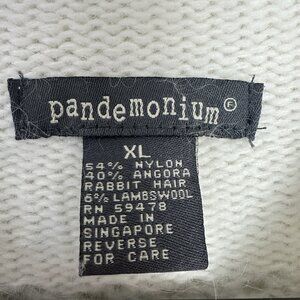 pandemonium Ⓕ
XL
54% NYLON
40% ANGORA
RABBIT HAIR
6% LAMBSWOOL
RN 59478
MADE IN
SINGAPORE
REVERSE
FOR CARE